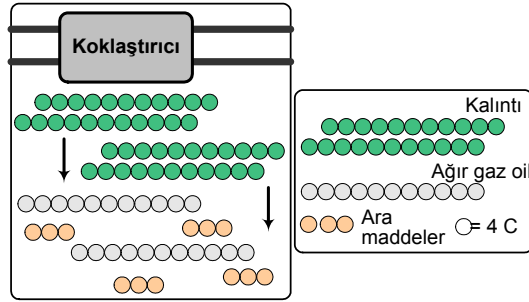 Koklaştırıcı
Kalıntı
Ağır gaz oil
Ara
maddeler
= 4 C